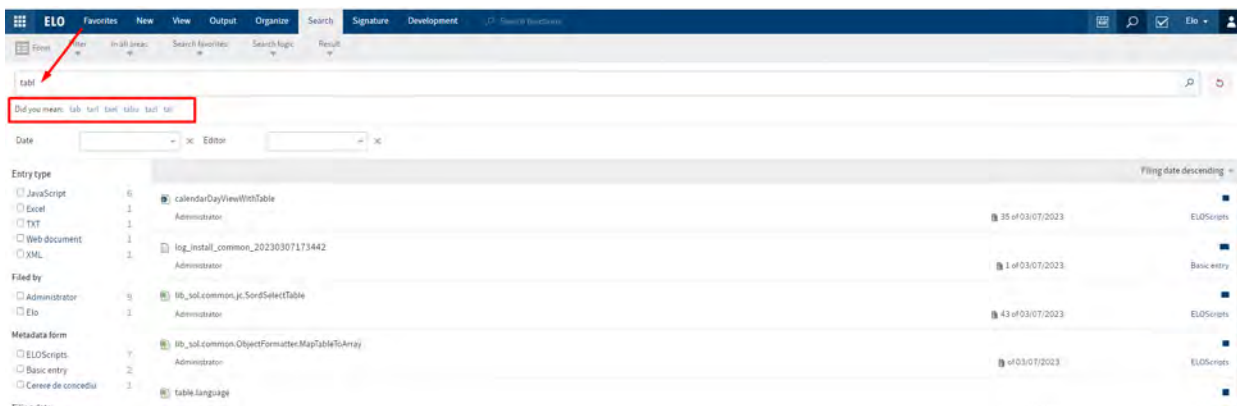 ELO Favorites New View Output Organize Search Signature Development Search functions Elo
Form Filter In all areas Search favorites Search logic Result
tabl
Did you mean: tab tarl
Date Editor
Entry type Filing date descending
JavaScript 6
Excel 1
TXT 1
Web document 1
XML 1
Filed by
Administrator 9
Elo 1
Metadata form
ELOScripts 7
Basic entry 2
Cerere de concediu 1
calendarDayViewWithTable
Administrator 35 of 03/07/2023 ELOScripts
log_install_common_20230307173442
Administrator 1 of 03/07/2023 Basic entry
lib_sol.common.jc.SordSelectTable
Administrator 43 of 03/07/2023 ELOScripts
lib_sol.common.ObjectFormatter.MapTableToArray
Administrator of 03/07/2023 ELOScripts
table.language